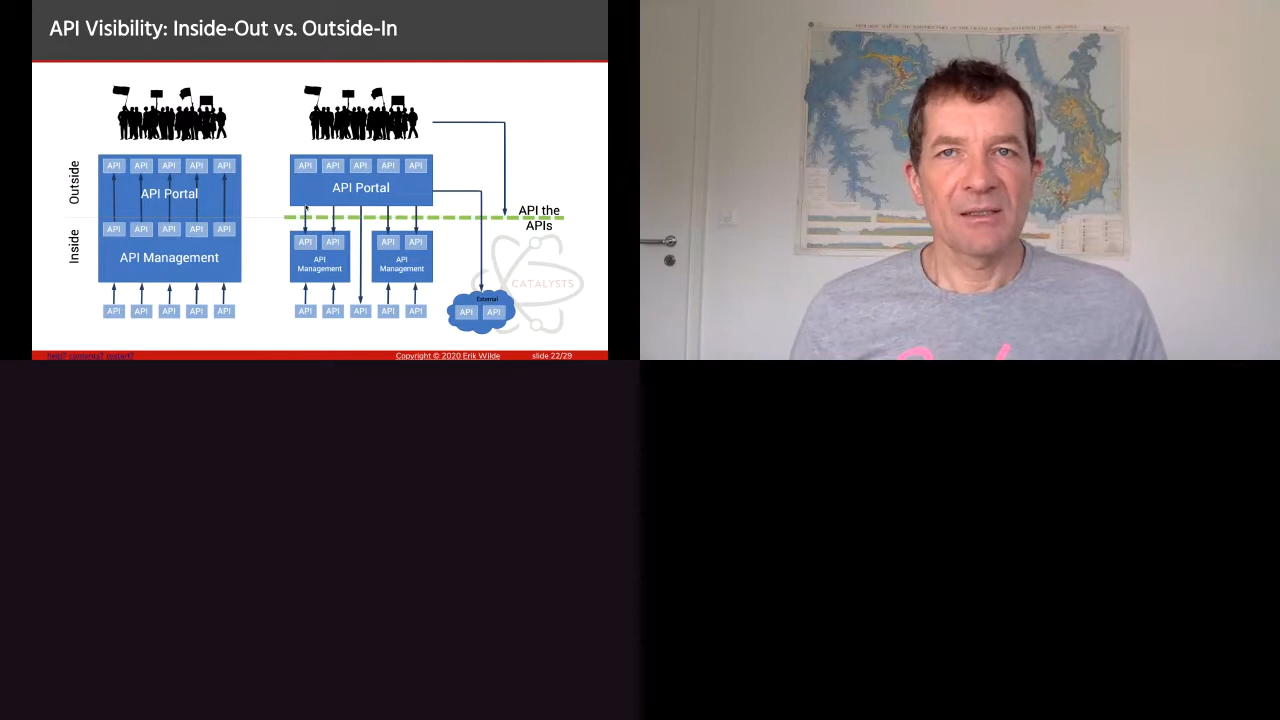 API Visibility: Inside-Out vs. Outside-In
Outside
Inside
API API API API API
API Portal
API API API API API
API Management
API API API API API
API API API API API
API Portal
API the
APIs
API API
API
Management
API API
API
Management
API API API API API
External
API API
CATALYSTS
help? contents? restart?
Copyright © 2020 Erik Wilde
slide 22/29